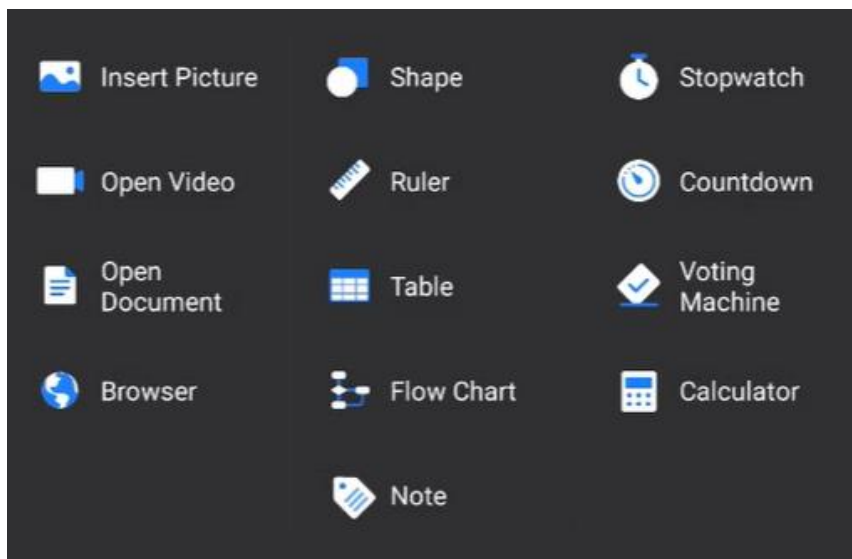 Insert Picture
Open Video
Open
Document
Browser
Shape
Ruler
Table
Flow Chart
Note
Stopwatch
Countdown
Voting
Machine
Calculator